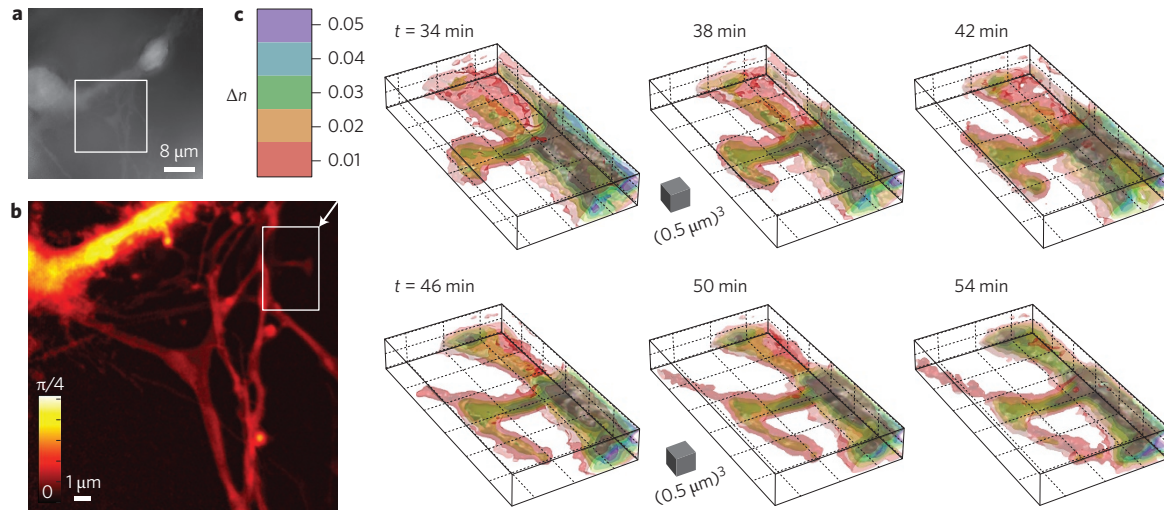 a
8 μm
b
π/4
0
1 μm
c
Δn
0.05
0.04
0.03
0.02
0.01
t = 34 min
38 min
42 min
(0.5 μm)³
t = 46 min
50 min
54 min
(0.5 μm)³